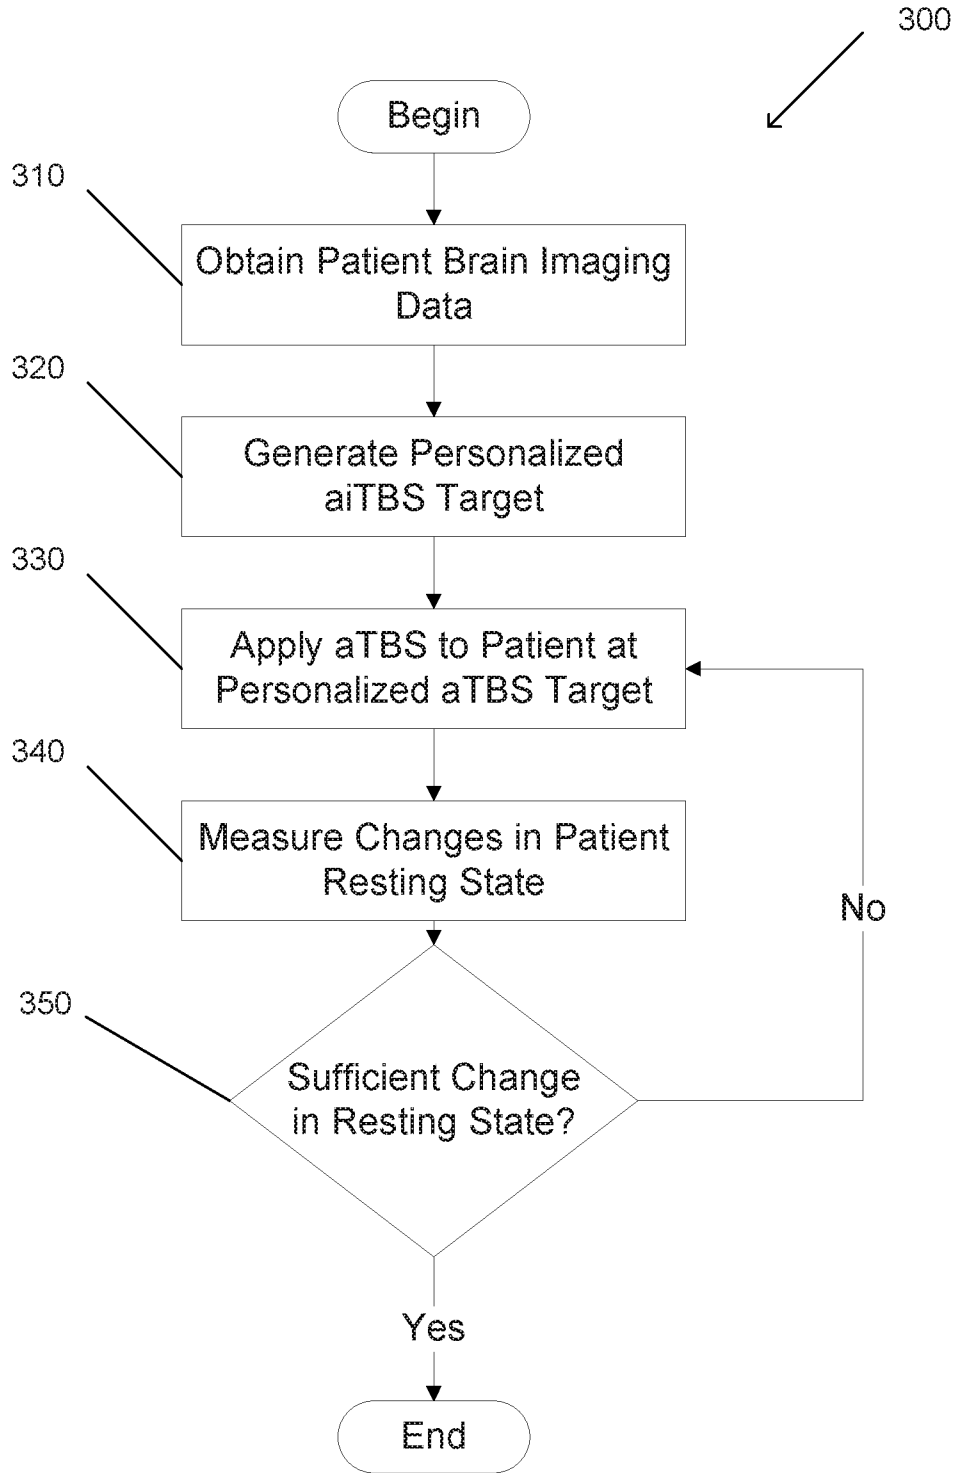 300
Begin
310
Obtain Patient Brain Imaging
Data
320
Generate Personalized
aiTBS Target
330
Apply aTBS to Patient at
Personalized aTBS Target
340
Measure Changes in Patient
Resting State
No
350
Sufficient Change
in Resting State?
Yes
End